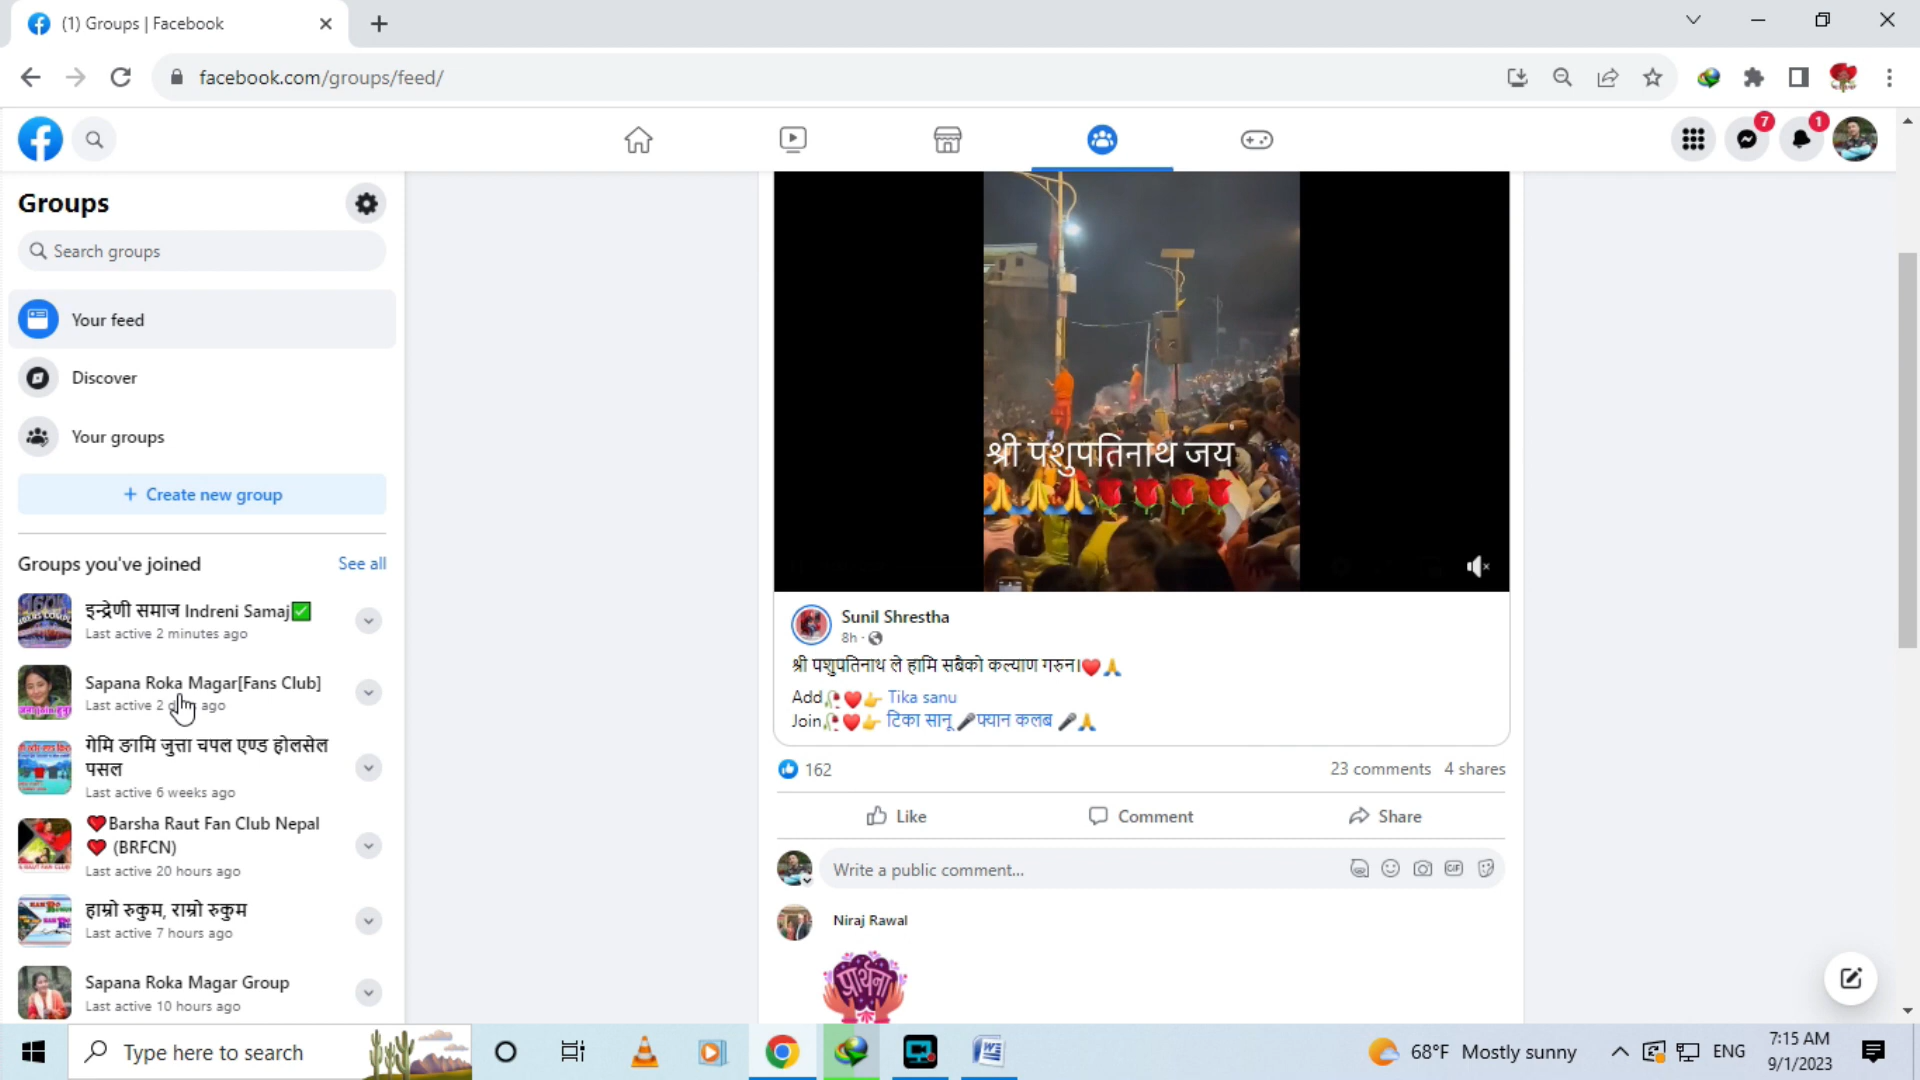 (1) Groups | Facebook
facebook.com/groups/feed/
7
1
Groups
Search groups
Your feed
Discover
Your groups
+ Create new group
Groups you've joined
See all
इन्द्रेणी समाज Indreni Samaj✅
Last active 2 minutes ago
Sapana Roka Magar[Fans Club]
Last active 2 ago
गेमि ङामि जुत्ता चपल एण्ड होलसेल
पसल
Last active 6 weeks ago
❤️Barsha Raut Fan Club Nepal
❤️ (BRFCN)
Last active 20 hours ago
हाम्रो रुकुम, राम्रो रुकुम
Last active 7 hours ago
Sapana Roka Magar Group
Last active 10 hours ago
श्री पशुपतिनाथ जय
🙏🙏🙏🌹🌹🌹🌹
Sunil Shrestha
8h ·
श्री पशुपतिनाथ ले हामि सबैको कल्याण गरुन।❤️🙏
Add🥀❤️👉 Tika sanu
Join🥀❤️👉 टिका सानू 🎤फ्यान कलब 🎤🙏
162
23 comments 4 shares
Like
Comment
Share
Write a public comment...
GIF
Niraj Rawal
प्रार्थना
Type here to search
68°F Mostly sunny
ENG
7:15 AM
9/1/2023